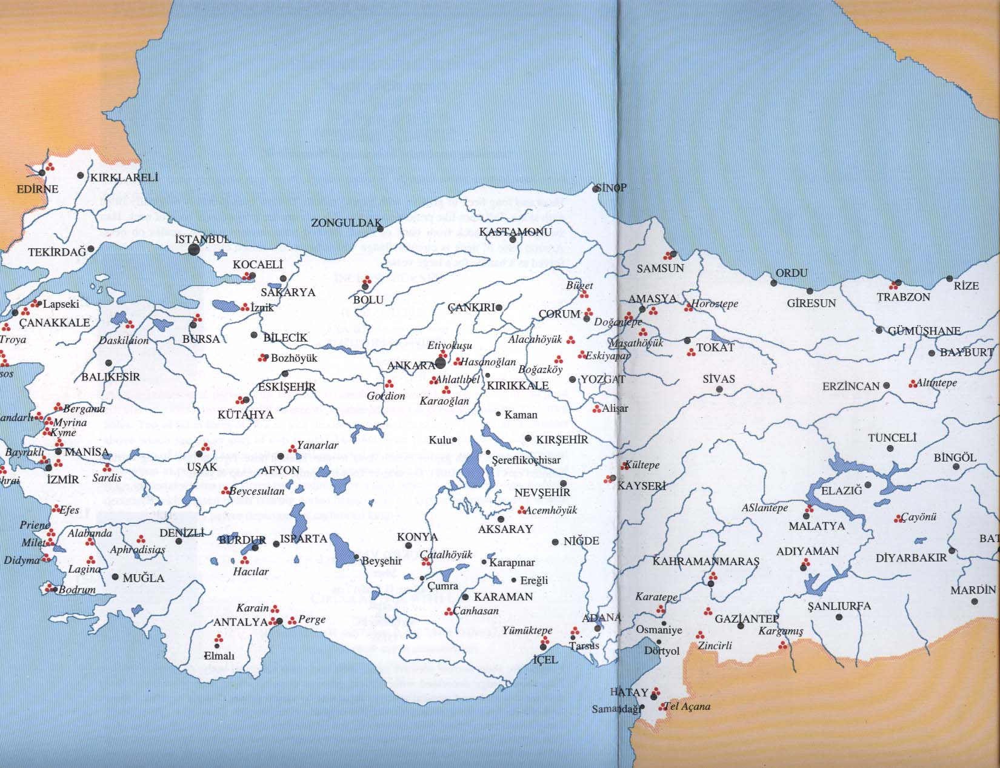 SİNOP
EDİRNE
KIRKLARELİ
TEKİRDAĞ
İSTANBUL
KOCAELİ
SAKARYA
ZONGULDAK
BOLU
KASTAMONU
SAMSUN
ORDU
GİRESUN
TRABZON
RİZE
Lapseki
ÇANAKKALE
Troya
Daskilaion
İznik
BURSA
BİLECİK
Bozhöyük
ESKİŞEHİR
BALIKESİR
KÜTAHYA
ÇANKIRI
Büget
ÇORUM
Doğantepe
AMASYA
Horoztepe
Alacahöyük
Maşathöyük
TOKAT
GÜMÜŞHANE
BAYBURT
Etiyokuşu
ANKARA
Hasanoğlan
Boğazköy
Eskiyapar
Ahlatlıbel
KIRIKKALE
YOZGAT
SİVAS
ERZİNCAN
Altıntepe
Gordion
Karaoğlan
Alişar
Kaman
sos
Bergama
andarlı
Myrina
Kyme
Bayraklı
MANİSA
İZMİR
Sardis
hrai
UŞAK
AFYON
Yanarlar
Beycesultan
Kulu
KIRŞEHİR
Şereflikoçhisar
NEVŞEHİR
Kültepe
KAYSERİ
TUNCELİ
BİNGÖL
ELAZIĞ
ASlantepe
MALATYA
Çayönü
Efes
Priene
Milet
Didyma
Alabanda
Aphrodisias
Lagina
DENİZLİ
MUĞLA
Bodrum
BURDUR
ISPARTA
Hacılar
KONYA
Çatalhöyük
Beyşehir
Çumra
Acemhöyük
AKSARAY
NİĞDE
Karapınar
Ereğli
KARAMAN
Canhasan
KAHRAMANMARAŞ
ADIYAMAN
DİYARBAKIR
BAT
MARDİN
ŞANLIURFA
Karatepe
GAZİANTEP
Kargamış
Zincirli
Osmaniye
Dörtyol
ADANA
Tarsus
Yümüktepe
İÇEL
Karain
ANTALYA
Perge
Elmalı
HATAY
Samandağı
Tel Açana